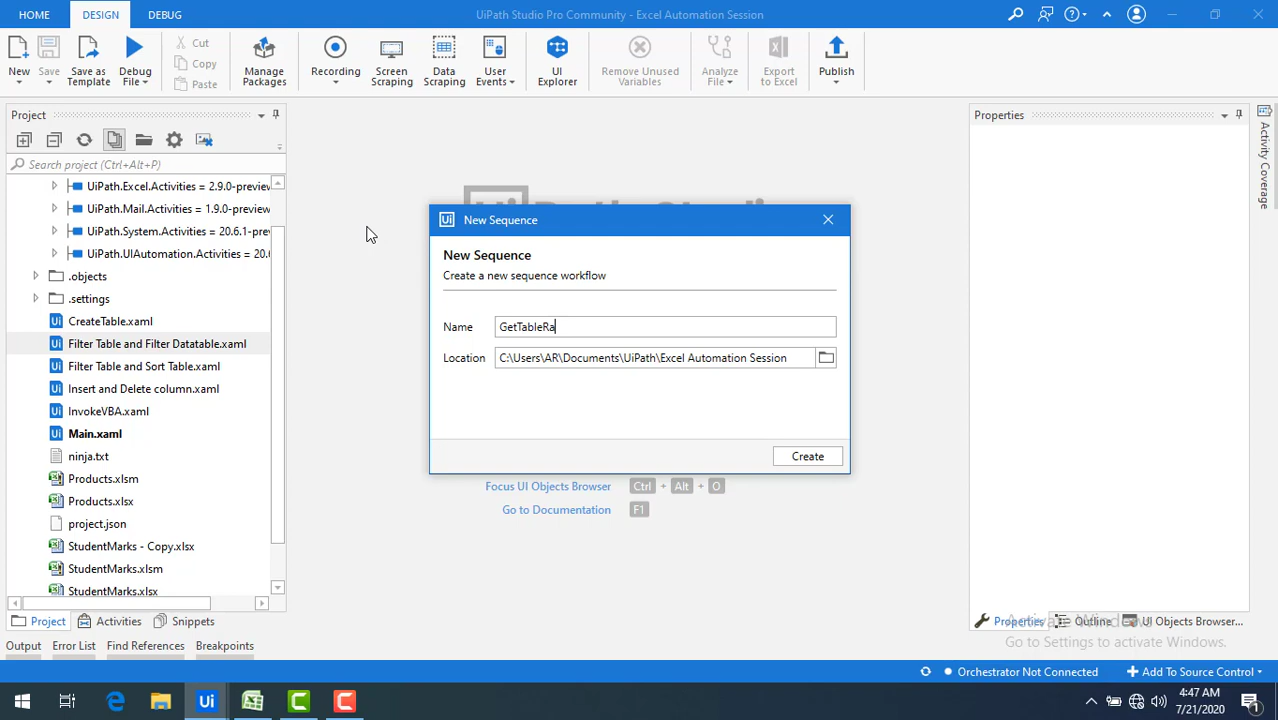 HOME DESIGN DEBUG UiPath Studio Pro Community - Excel Automation Session
New Save Save as Template Debug File Cut Copy Paste Manage Packages Recording Screen Scraping Data Scraping User Events UI Explorer Remove Unused Variables Analyze File Export to Excel Publish
Project
Search project (Ctrl+Alt+P)
UiPath.Excel.Activities = 2.9.0-preview
UiPath.Mail.Activities = 1.9.0-preview
UiPath.System.Activities = 20.6.1-preview
UiPath.UIAutomation.Activities = 20.6
.objects
.settings
CreateTable.xaml
Filter Table and Filter Datatable.xaml
Filter Table and Sort Table.xaml
Insert and Delete column.xaml
InvokeVBA.xaml
Main.xaml
ninja.txt
Products.xlsm
Products.xlsx
project.json
StudentMarks - Copy.xlsx
StudentMarks.xlsm
StudentMarks.xlsx
Project Activities Snippets
Output Error List Find References Breakpoints
Ui New Sequence
New Sequence
Create a new sequence workflow
Name GetTableRa
Location C:\Users\AR\Documents\UiPath\Excel Automation Session
Create
Focus UI Objects Browser Ctrl + Alt + O
Go to Documentation F1
Properties
Activity Coverage
Activate Windows
Properties Outline UI Objects Browser...
Go to Settings to activate Windows.
Orchestrator Not Connected Add To Source Control
4:47 AM
7/21/2020